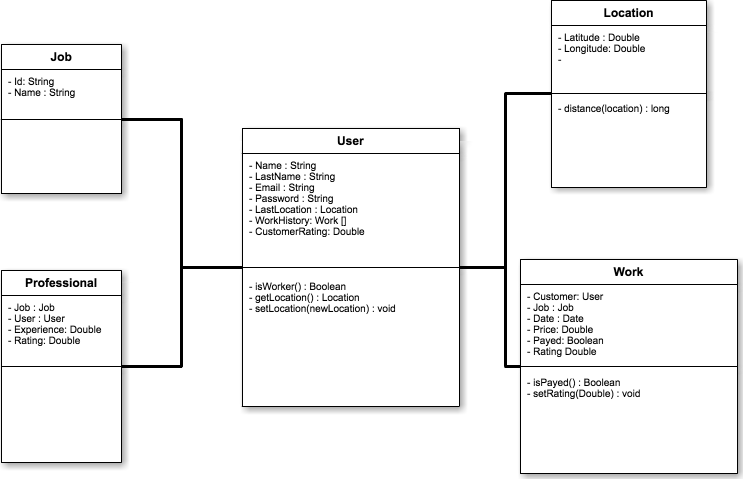 Job
- Id: String
- Name : String
Professional
- Job : Job
- User : User
- Experience: Double
- Rating: Double
User
- Name : String
- LastName : String
- Email : String
- Password : String
- LastLocation : Location
- WorkHistory: Work []
- CustomerRating: Double
- isWorker() : Boolean
- getLocation() : Location
- setLocation(newLocation) : void
Location
- Latitude : Double
- Longitude: Double
-
- distance(location) : long
Work
- Customer: User
- Job : Job
- Date : Date
- Price: Double
- Payed: Boolean
- Rating Double
- isPayed() : Boolean
- setRating(Double) : void